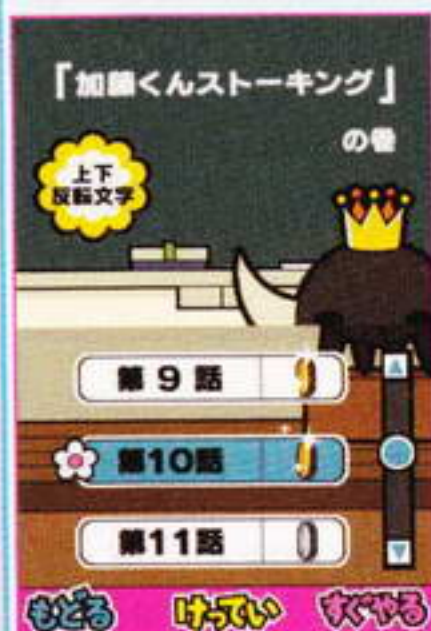 「加藤くんストーキング」
の巻
上下
反転文字
第9話
第10話
第11話
もどる けってい すぐやる